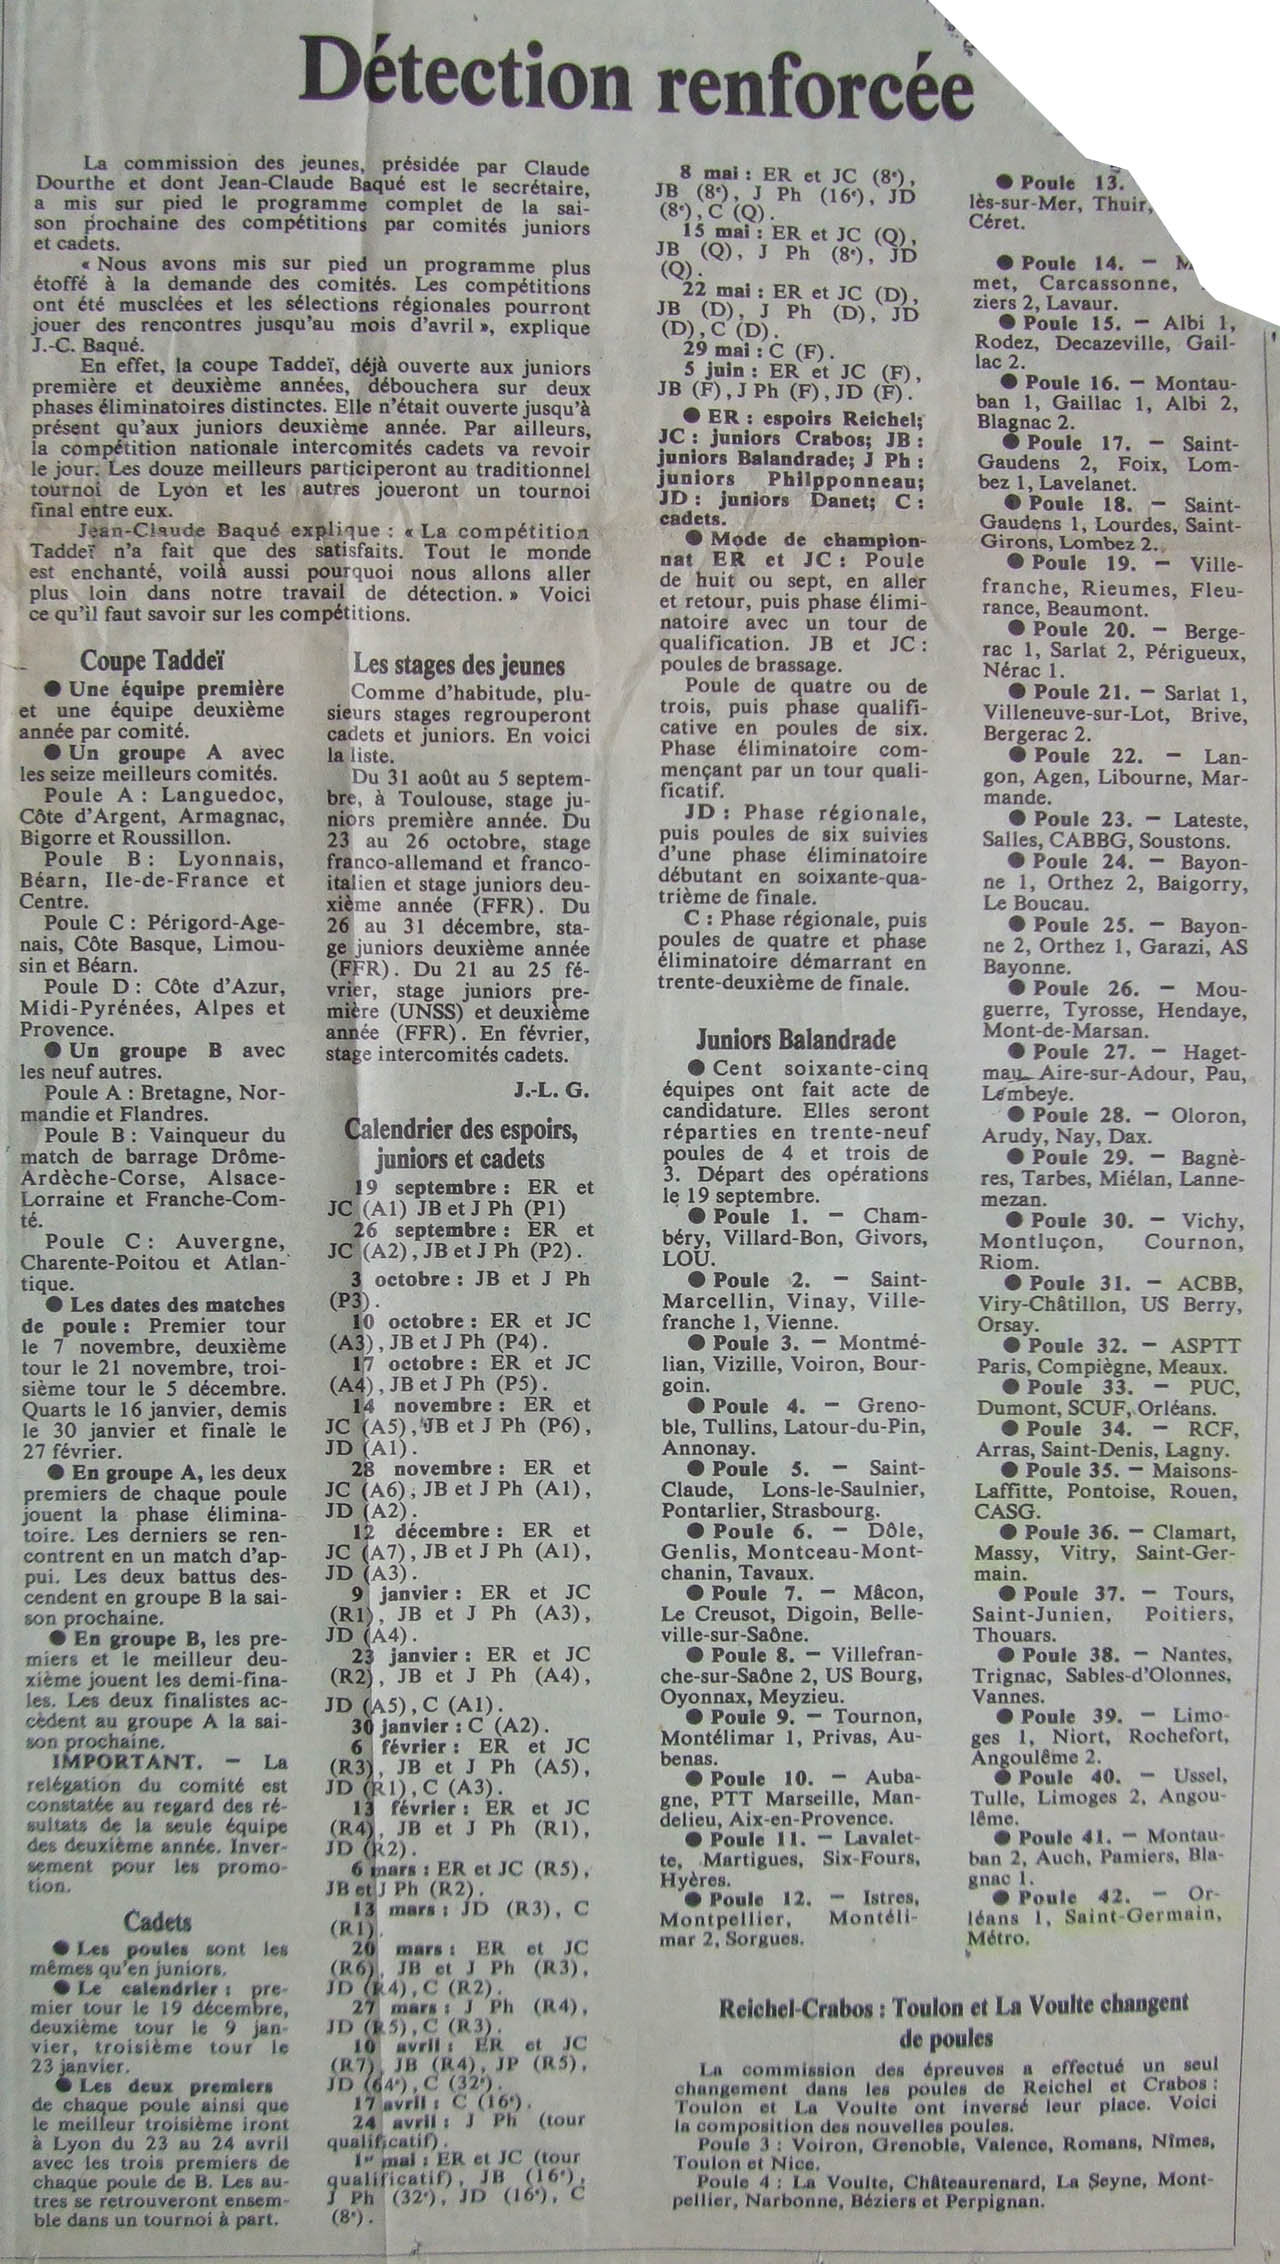 Détection renforcée
La commission des jeunes, présidée par Claude
Dourthe et dont Jean-Claude Baqué est le secrétaire,
a mis sur pied le programme complet de la sai-
son prochaine des compétitions par comités juniors
et cadets.
« Nous avons mis sur pied un programme plus
étoffé à la demande des comités. Les compétitions
ont été musclées et les sélections régionales pourront
jouer des rencontres jusqu'au mois d'avril », explique
J.-C. Baqué.
En effet, la coupe Taddeï, déjà ouverte aux juniors
première et deuxième années, débouchera sur deux
phases éliminatoires distinctes. Elle n'était ouverte jusqu'à
présent qu'aux juniors deuxième année. Par ailleurs,
la compétition nationale intercomités cadets va revoir
le jour. Les douze meilleurs participeront au traditionnel
tournoi de Lyon et les autres joueront un tournoi
final entre eux.
Jean-Claude Baqué explique : « La compétition
Taddeï n'a fait que des satisfaits. Tout le monde
est enchanté, voilà aussi pourquoi nous allons aller
plus loin dans notre travail de détection. » Voici
ce qu'il faut savoir sur les compétitions.
Coupe Taddeï
● Une équipe première
et une équipe deuxième
année par comité.
● Un groupe A avec
les seize meilleurs comités.
Poule A : Languedoc,
Côte d'Argent, Armagnac,
Bigorre et Roussillon.
Poule B : Lyonnais,
Béarn, Ile-de-France et
Centre.
Poule C : Périgord-Age-
nais, Côte Basque, Limou-
sin et Béarn.
Poule D : Côte d'Azur,
Midi-Pyrénées, Alpes et
Provence.
● Un groupe B avec
les neuf autres.
Poule A : Bretagne, Nor-
mandie et Flandres.
Poule B : Vainqueur du
match de barrage Drôme-
Ardèche-Corse, Alsace-
Lorraine et Franche-Com-
té.
Poule C : Auvergne,
Charente-Poitou et Atlan-
tique.
● Les dates des matches
de poule : Premier tour
le 7 novembre, deuxième
tour le 21 novembre, troi-
sième tour le 5 décembre.
Quarts le 16 janvier, demis
le 30 janvier et finale le
27 février.
● En groupe A, les deux
premiers de chaque poule
jouent la phase élimina-
toire. Les derniers se ren-
contrent en un match d'ap-
pui. Les deux battus des-
cendent en groupe B la sai-
son prochaine.
● En groupe B, les pre-
miers et le meilleur deu-
xième jouent les demi-fina-
les. Les deux finalistes ac-
cèdent au groupe A la sai-
son prochaine.
IMPORTANT. — La
relégation du comité est
constatée au regard des ré-
sultats de la seule équipe
des deuxième année. Inver-
sement pour les promo-
tion.
Cadets
● Les poules sont les
mêmes qu'en juniors.
● Le calendrier : pre-
mier tour le 19 décembre,
deuxième tour le 9 jan-
vier, troisième tour le
23 janvier.
● Les deux premiers
de chaque poule ainsi que
le meilleur troisième iront
à Lyon du 23 au 24 avril
avec les trois premiers de
chaque poule de B. Les au-
tres se retrouveront ensem-
ble dans un tournoi à part.
Les stages des jeunes
Comme d'habitude, plu-
sieurs stages regrouperont
cadets et juniors. En voici
la liste.
Du 31 août au 5 septem-
bre, à Toulouse, stage ju-
niors première année. Du
23 au 26 octobre, stage
franco-allemand et franco-
italien et stage juniors deu-
xième année (FFR). Du
26 au 31 décembre, sta-
ge juniors deuxième année
(FFR). Du 21 au 25 fé-
vrier, stage juniors pre-
mière (UNSS) et deuxième
année (FFR). En février,
stage intercomités cadets.
J.-L. G.
Calendrier des espoirs,
juniors et cadets
19 septembre : ER et
JC (A1) JB et J Ph (P1)
26 septembre : ER et
JC (A2), JB et J Ph (P2).
3 octobre : JB et J Ph
(P3).
10 octobre : ER et JC
(A3), JB et J Ph (P4).
17 octobre : ER et JC
(A4), JB et J Ph (P5).
14 novembre : ER et
JC (A5), JB et J Ph (P6),
JD (A1).
28 novembre : ER et
JC (A6), JB et J Ph (A1),
JD (A2).
12 décembre : ER et
JC (A7), JB et J Ph (A1),
JD (A3).
9 janvier : ER et JC
(R1), JB et J Ph (A3),
JD (A4).
23 janvier : ER et JC
(R2), JB et J Ph (A4),
JD (A5), C (A1).
30 janvier : C (A2).
6 février : ER et JC
(R3), JB et J Ph (A5),
JD (R1), C (A3).
13 février : ER et JC
(R4), JB et J Ph (R1),
JD (R2).
6 mars : ER et JC (R5),
JB et J Ph (R2).
13 mars : JD (R3), C
(R1).
20 mars : ER et JC
(R6), JB et J Ph (R3),
JD (R4), C (R2).
27 mars : J Ph (R4),
JD (R5), C (R3).
10 avril : ER et JC
(R7), JB (R4), JP (R5),
JD (64ᵉ), C (32ᵉ).
17 avril : C (16ᵉ).
24 avril : J Ph (tour
qualificatif).
1ᵉʳ mai : ER et JC (tour
qualificatif), JB (16ᵉ),
J Ph (32ᵉ), JD (16ᵉ), C
(8ᵉ).
8 mai : ER et JC (8ᵉ),
JB (8ᵉ), J Ph (16ᵉ), JD
(8ᵉ), C (Q).
15 mai : ER et JC (Q),
JB (Q), J Ph (8ᵉ), JD
(Q).
22 mai : ER et JC (D),
JB (D), J Ph (D), JD
(D), C (D).
29 mai : C (F).
5 juin : ER et JC (F),
JB (F), J Ph (F), JD (F).
● ER : espoirs Reichel;
JC : juniors Crabos; JB :
juniors Balandrade; J Ph :
juniors Philpponneau;
JD : juniors Danet; C :
cadets.
● Mode de champion-
nat ER et JC : Poule
de huit ou sept, en aller
et retour, puis phase élimi-
natoire avec un tour de
qualification. JB et JC :
poules de brassage.
Poule de quatre ou de
trois, puis phase qualifi-
cative en poules de six.
Phase éliminatoire com-
mençant par un tour quali-
ficatif.
JD : Phase régionale,
puis poules de six suivies
d'une phase éliminatoire
débutant en soixante-qua-
trième de finale.
C : Phase régionale, puis
poules de quatre et phase
éliminatoire démarrant en
trente-deuxième de finale.
Juniors Balandrade
● Cent soixante-cinq
équipes ont fait acte de
candidature. Elles seront
réparties en trente-neuf
poules de 4 et trois de
3. Départ des opérations
le 19 septembre.
● Poule 1. — Cham-
béry, Villard-Bon, Givors,
LOU.
● Poule 2. — Saint-
Marcellin, Vinay, Ville-
franche 1, Vienne.
● Poule 3. — Montmé-
lian, Vizille, Voiron, Bour-
goin.
● Poule 4. — Greno-
ble, Tullins, Latour-du-Pin,
Annonay.
● Poule 5. — Saint-
Claude, Lons-le-Saulnier,
Pontarlier, Strasbourg.
● Poule 6. — Dôle,
Genlis, Montceau-Mont-
chanin, Tavaux.
● Poule 7. — Mâcon,
Le Creusot, Digoin, Belle-
ville-sur-Saône.
● Poule 8. — Villefran-
che-sur-Saône 2, US Bourg,
Oyonnax, Meyzieu.
● Poule 9. — Tournon,
Montélimar 1, Privas, Au-
benas.
● Poule 10. — Auba-
gne, PTT Marseille, Man-
delieu, Aix-en-Provence.
● Poule 11. — Lavalet-
te, Martigues, Six-Fours,
Hyères.
● Poule 12. — Istres,
Montpellier, Montéli-
mar 2, Sorgues.
● Poule 13.
lès-sur-Mer, Thuir,
Céret.
● Poule 14. —
met, Carcassonne,
ziers 2, Lavaur.
● Poule 15. — Albi 1,
Rodez, Decazeville, Gail-
lac 2.
● Poule 16. — Montau-
ban 1, Gaillac 1, Albi 2,
Blagnac 2.
● Poule 17. — Saint-
Gaudens 2, Foix, Lom-
bez 1, Lavelanet.
● Poule 18. — Saint-
Gaudens 1, Lourdes, Saint-
Girons, Lombez 2.
● Poule 19. — Ville-
franche, Rieumes, Fleu-
rance, Beaumont.
● Poule 20. — Berge-
rac 1, Sarlat 2, Périgueux,
Nérac 1.
● Poule 21. — Sarlat 1,
Villeneuve-sur-Lot, Brive,
Bergerac 2.
● Poule 22. — Lan-
gon, Agen, Libourne, Mar-
mande.
● Poule 23. — Lateste,
Salles, CABBG, Soustons.
● Poule 24. — Bayon-
ne 1, Orthez 2, Baigorry,
Le Boucau.
● Poule 25. — Bayon-
ne 2, Orthez 1, Garazi, AS
Bayonne.
● Poule 26. — Mou-
guerre, Tyrosse, Hendaye,
Mont-de-Marsan.
● Poule 27. — Haget-
mau, Aire-sur-Adour, Pau,
Lembeye.
● Poule 28. — Oloron,
Arudy, Nay, Dax.
● Poule 29. — Bagnè-
res, Tarbes, Miélan, Lanne-
mezan.
● Poule 30. — Vichy,
Montluçon, Cournon,
Riom.
● Poule 31. — ACBB,
Viry-Châtillon, US Berry,
Orsay.
● Poule 32. — ASPTT
Paris, Compiègne, Meaux.
● Poule 33. — PUC,
Dumont, SCUF, Orléans.
● Poule 34. — RCF,
Arras, Saint-Denis, Lagny.
● Poule 35. — Maisons-
Laffitte, Pontoise, Rouen,
CASG.
● Poule 36. — Clamart,
Massy, Vitry, Saint-Ger-
main.
● Poule 37. — Tours,
Saint-Junien, Poitiers,
Thouars.
● Poule 38. — Nantes,
Trignac, Sables-d'Olonnes,
Vannes.
● Poule 39. — Limo-
ges 1, Niort, Rochefort,
Angoulême 2.
● Poule 40. — Ussel,
Tulle, Limoges 2, Angou-
lême.
● Poule 41. — Montau-
ban 2, Auch, Pamiers, Bla-
gnac 1.
● Poule 42. — Or-
léans 1, Saint-Germain,
Métro.
Reichel-Crabos : Toulon et La Voulte changent
de poules
La commission des épreuves a effectué un seul
changement dans les poules de Reichel et Crabos :
Toulon et La Voulte ont inversé leur place. Voici
la composition des nouvelles poules.
Poule 3 : Voiron, Grenoble, Valence, Romans, Nîmes,
Toulon et Nice.
Poule 4 : La Voulte, Châteaurenard, La Seyne, Mont-
pellier, Narbonne, Béziers et Perpignan.